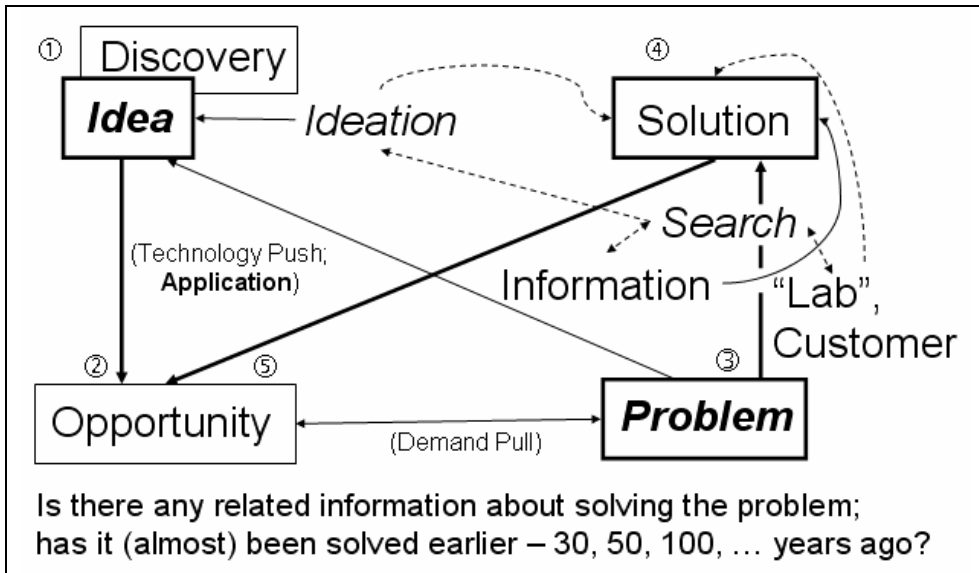 ①
Discovery
④
Idea
Ideation
Solution
Search
(Technology Push;
Application)
Information
"Lab",
Customer
②
⑤
③
Opportunity
Problem
(Demand Pull)
Is there any related information about solving the problem;
has it (almost) been solved earlier – 30, 50, 100, … years ago?